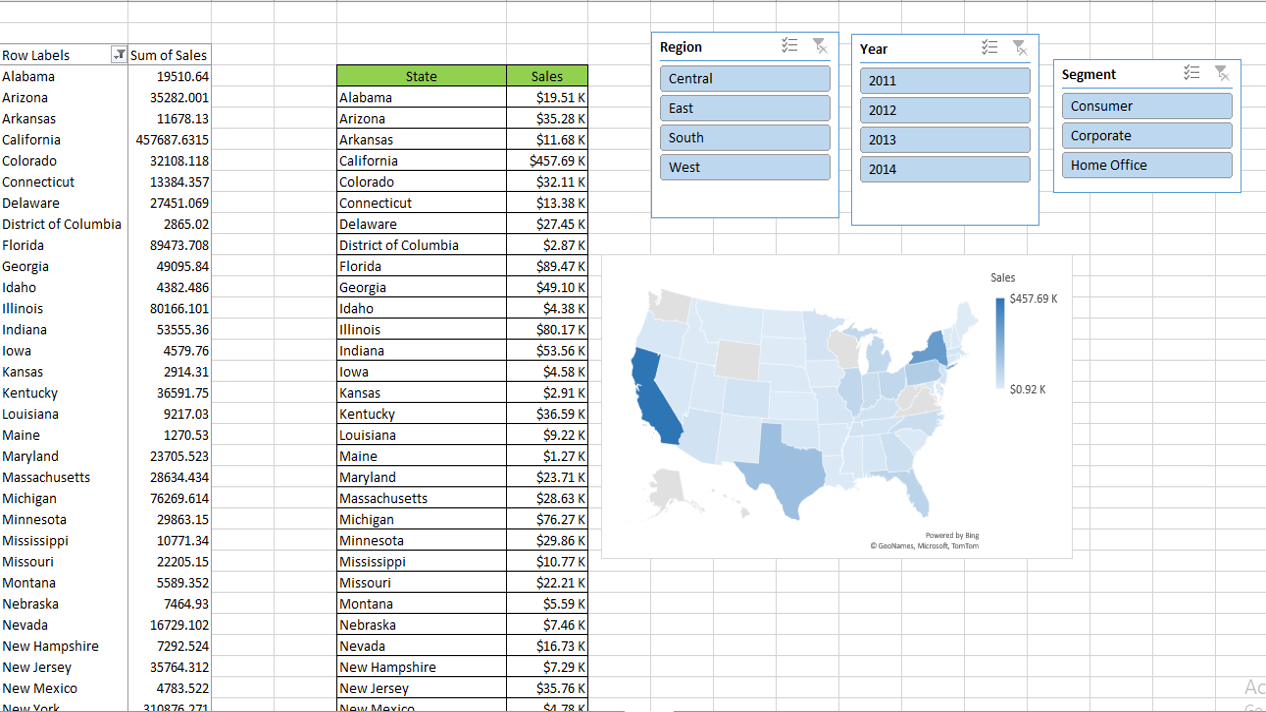 Row Labels Sum of Sales
Alabama 19510.64
Arizona 35282.001
Arkansas 11678.13
California 457687.6315
Colorado 32108.118
Connecticut 13384.357
Delaware 27451.069
District of Columbia 2865.02
Florida 89473.708
Georgia 49095.84
Idaho 4382.486
Illinois 80166.101
Indiana 53555.36
Iowa 4579.76
Kansas 2914.31
Kentucky 36591.75
Louisiana 9217.03
Maine 1270.53
Maryland 23705.523
Massachusetts 28634.434
Michigan 76269.614
Minnesota 29863.15
Mississippi 10771.34
Missouri 22205.15
Montana 5589.352
Nebraska 7464.93
Nevada 16729.102
New Hampshire 7292.524
New Jersey 35764.312
New Mexico 4783.522
New York 310876.271
State Sales
Alabama $19.51 K
Arizona $35.28 K
Arkansas $11.68 K
California $457.69 K
Colorado $32.11 K
Connecticut $13.38 K
Delaware $27.45 K
District of Columbia $2.87 K
Florida $89.47 K
Georgia $49.10 K
Idaho $4.38 K
Illinois $80.17 K
Indiana $53.56 K
Iowa $4.58 K
Kansas $2.91 K
Kentucky $36.59 K
Louisiana $9.22 K
Maine $1.27 K
Maryland $23.71 K
Massachusetts $28.63 K
Michigan $76.27 K
Minnesota $29.86 K
Mississippi $10.77 K
Missouri $22.21 K
Montana $5.59 K
Nebraska $7.46 K
Nevada $16.73 K
New Hampshire $7.29 K
New Jersey $35.76 K
New Mexico $4.78 K
Region
Central
East
South
West
Year
2011
2012
2013
2014
Segment
Consumer
Corporate
Home Office
Sales
$457.69 K
$0.92 K
Powered by Bing
© GeoNames, Microsoft, TomTom